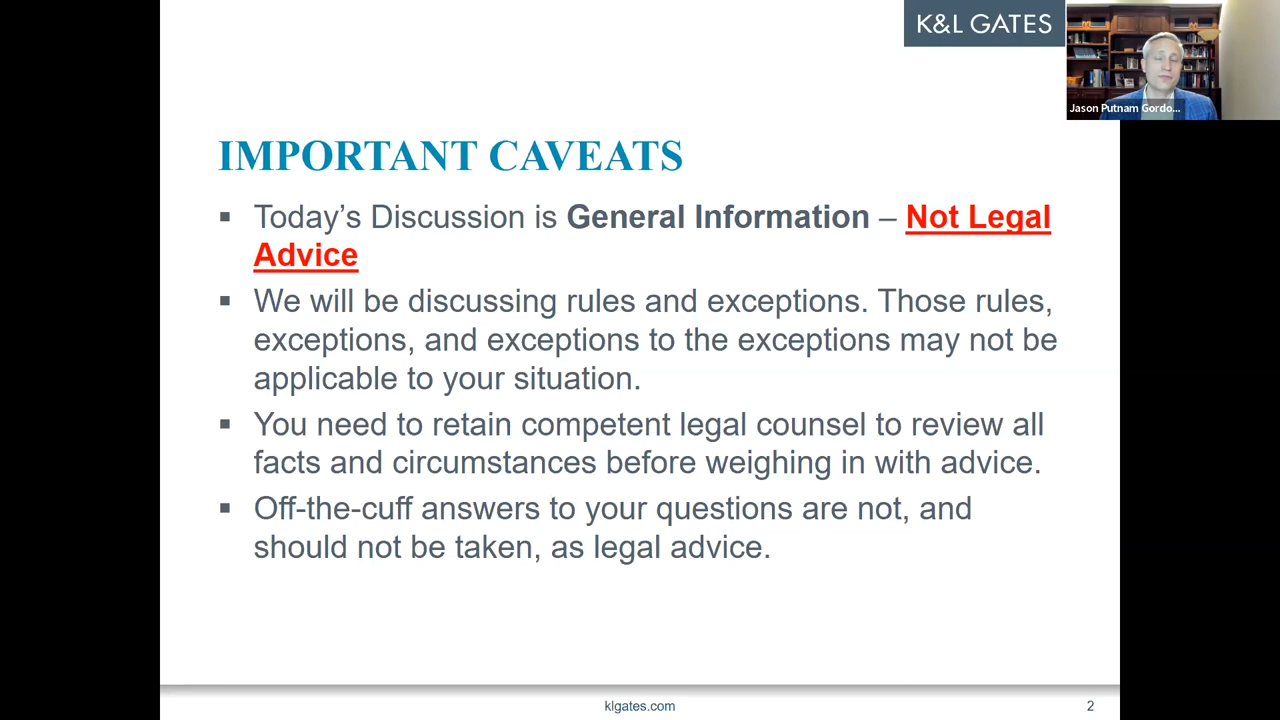 K&L GATES
Jason Putnam Gordo...
IMPORTANT CAVEATS
▪ Today’s Discussion is General Information – Not Legal
Advice
▪ We will be discussing rules and exceptions. Those rules,
exceptions, and exceptions to the exceptions may not be
applicable to your situation.
▪ You need to retain competent legal counsel to review all
facts and circumstances before weighing in with advice.
▪ Off-the-cuff answers to your questions are not, and
should not be taken, as legal advice.
klgates.com
2